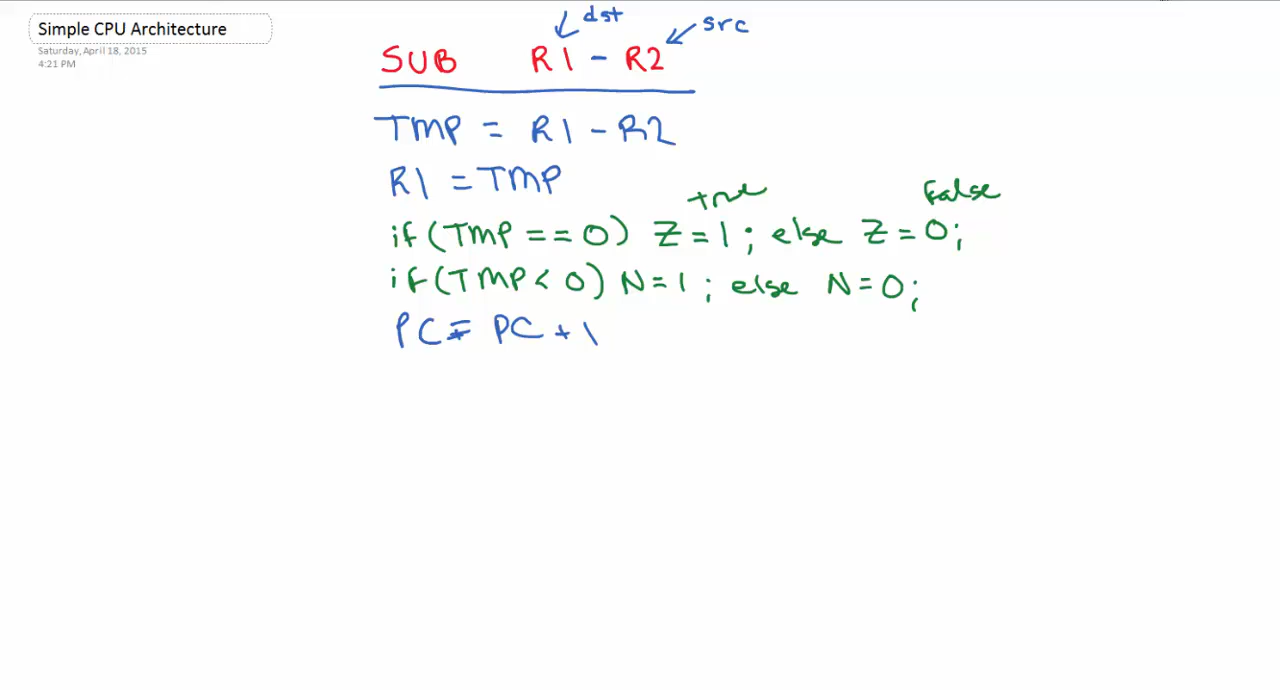 Simple CPU Architecture
Saturday, April 18, 2015
4:21 PM
dst src
SUB R1 - R2
TMP = R1 - R2
R1 = TMP
true False
if (TMP == 0) Z = 1; else Z = 0;
if (TMP < 0) N = 1; else N = 0;
PC = PC + 1